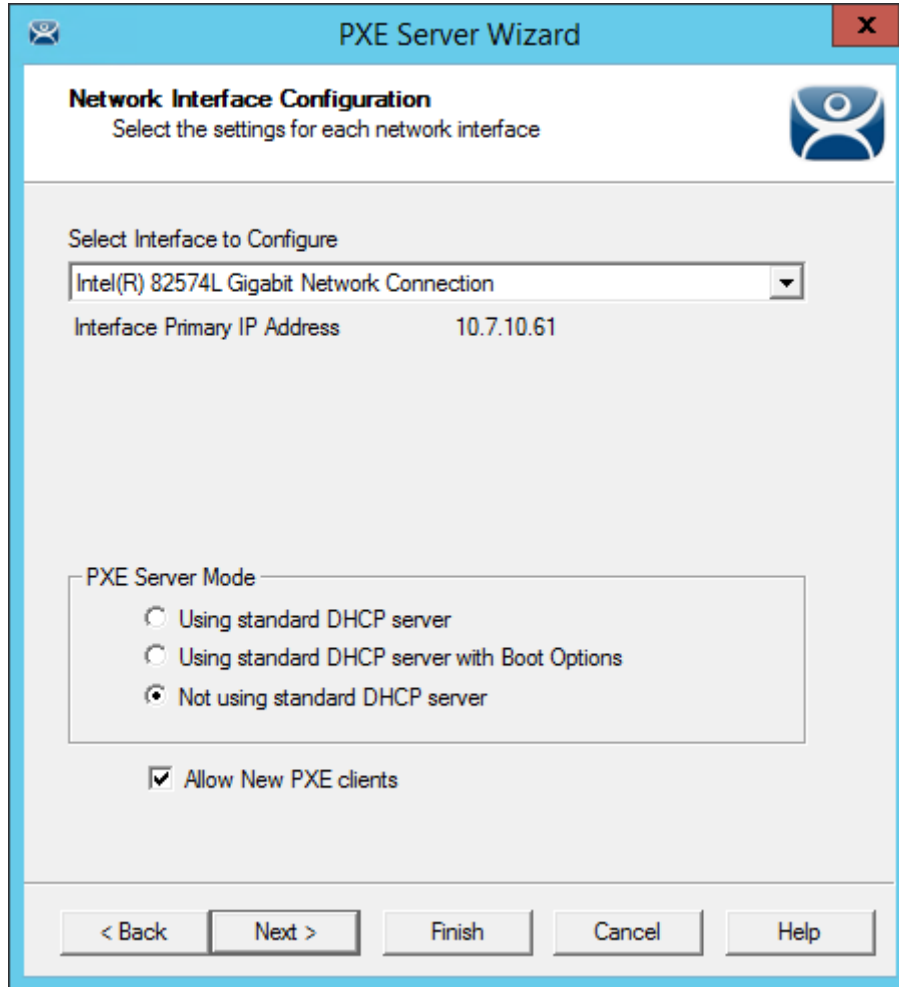 PXE Server Wizard
x
Network Interface Configuration
Select the settings for each network interface
Select Interface to Configure
Intel(R) 82574L Gigabit Network Connection
Interface Primary IP Address 10.7.10.61
PXE Server Mode
Using standard DHCP server
Using standard DHCP server with Boot Options
Not using standard DHCP server
Allow New PXE clients
< Back Next > Finish Cancel Help